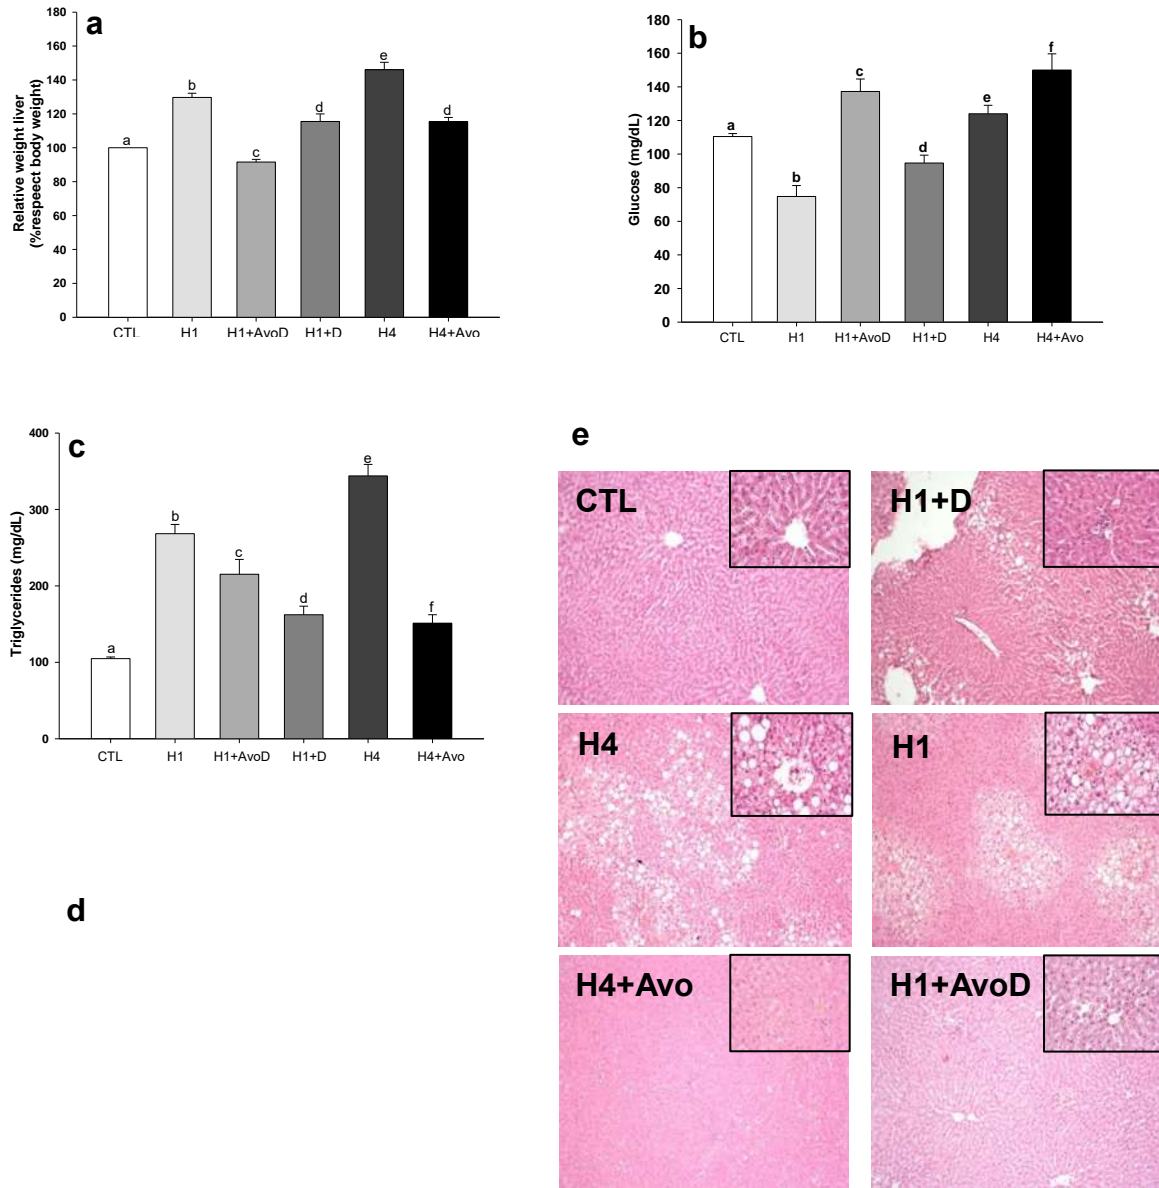 a
Relative weight liver
(%respeect body weight)
180
160
140
120
100
80
60
40
20
0
a
b
c
d
e
d
CTL
H1
H1+AvoD
H1+D
H4
H4+Avo
b
Glucose (mg/dL)
180
160
140
120
100
80
60
40
20
0
a
b
c
d
e
f
CTL
H1
H1+AvoD
H1+D
H4
H4+Avo
c
Triglycerides (mg/dL)
400
300
200
100
0
a
b
c
d
e
f
CTL
H1
H1+AvoD
H1+D
H4
H4+Avo
d
e
CTL
H1+D
H4
H1
H4+Avo
H1+AvoD